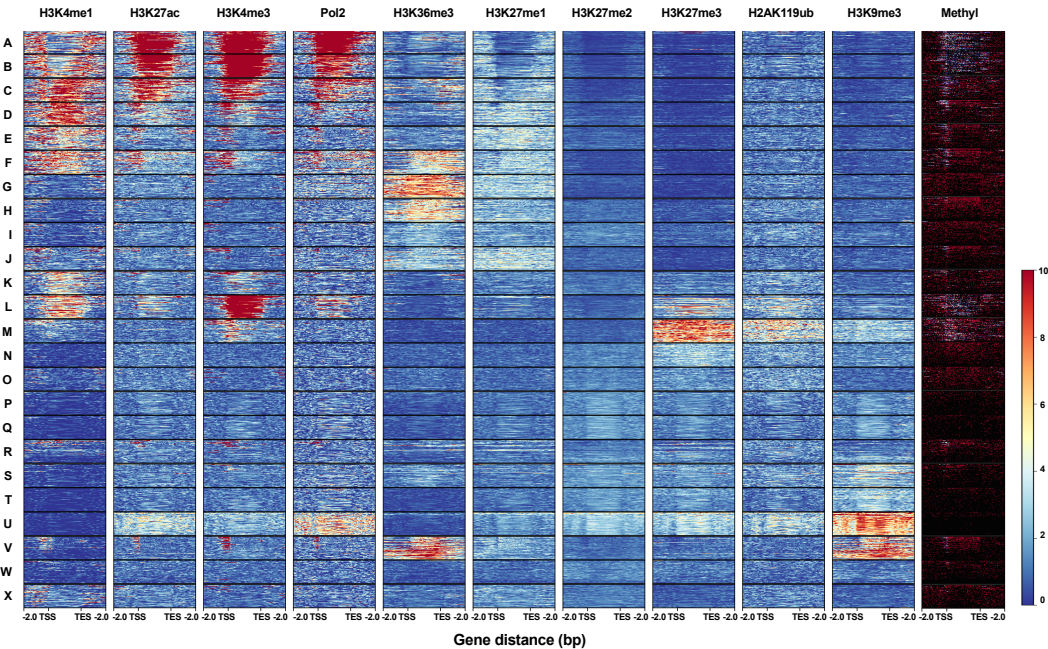 H3K4me1 H3K27ac H3K4me3 Pol2 H3K36me3 H3K27me1 H3K27me2 H3K27me3 H2AK119ub H3K9me3 Methyl
A
B
C
D
E
F
G
H
I
J
K
L
M
N
O
P
Q
R
S
T
U
V
W
X
10
8
6
4
2
0
-2.0 TSS TES -2.0 -2.0 TSS TES -2.0 -2.0 TSS TES -2.0 -2.0 TSS TES -2.0 -2.0 TSS TES -2.0 -2.0 TSS TES -2.0 -2.0 TSS TES -2.0 -2.0 TSS TES -2.0 -2.0 TSS TES -2.0 -2.0 TSS TES -2.0 -2.0 TSS TES -2.0
Gene distance (bp)